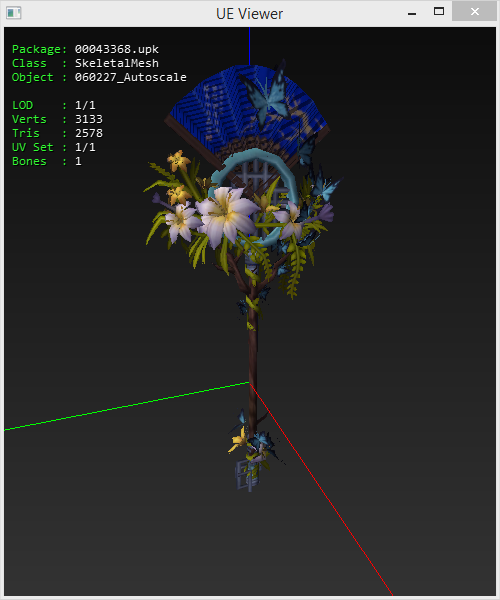 UE Viewer
Package: 00043368.upk
Class  : SkeletalMesh
Object : 060227_Autoscale
LOD    : 1/1
Verts  : 3133
Tris   : 2578
UV Set : 1/1
Bones  : 1